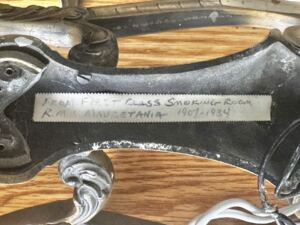 FROM FIRST CLASS SMOKING ROOM
R.M.S. MAURETANIA 1907-1934